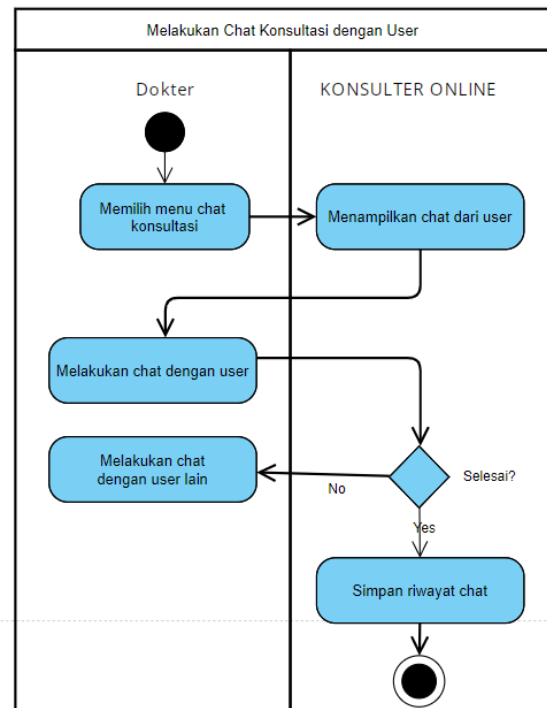 Melakukan Chat Konsultasi dengan User
Dokter
KONSULTER ONLINE
Memilih menu chat
konsultasi
Menampilkan chat dari user
Melakukan chat dengan user
Melakukan chat
dengan user lain
Selesai?
No
Yes
Simpan riwayat chat